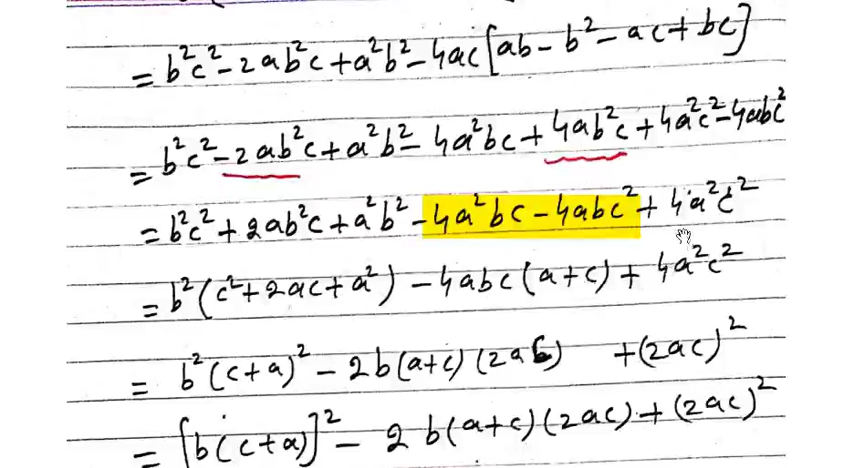 = b²c² - 2ab²c + a²b² - 4ac[ab - b² - ac + bc]
= b²c² - 2ab²c + a²b² - 4a²bc + 4ab²c + 4a²c² - 4abc²
= b²c² + 2ab²c + a²b² - 4a²bc - 4abc² + 4a²c²
= b²(c² + 2ac + a²) - 4abc(a+c) + 4a²c²
= b²(c+a)² - 2b(a+c)(2ac) + (2ac)²
= [b(c+a)]² - 2b(a+c)(2ac) + (2ac)²